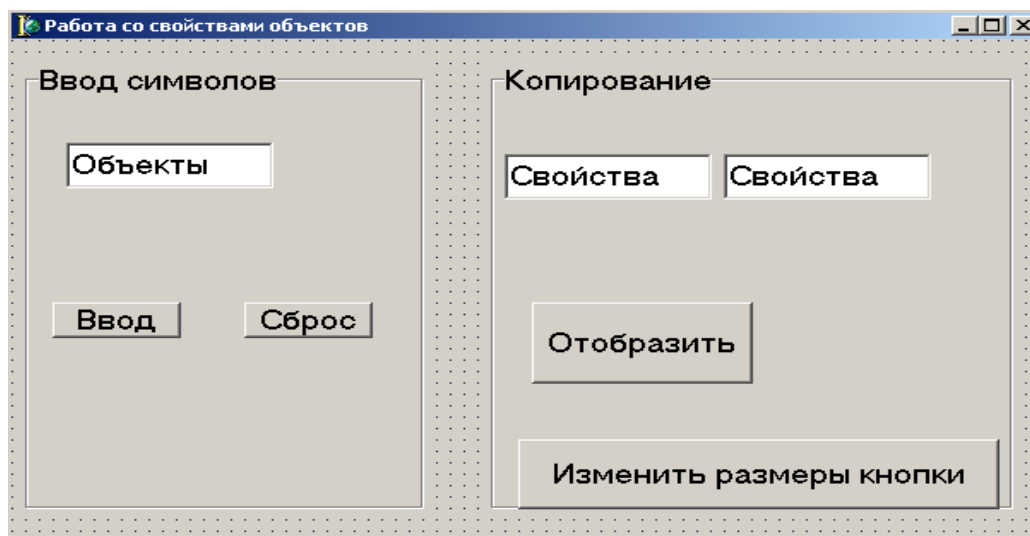 Работа со свойствами объектов
Ввод символов
Объекты
Ввод
Сброс
Копирование
Свойства
Свойства
Отобразить
Изменить размеры кнопки